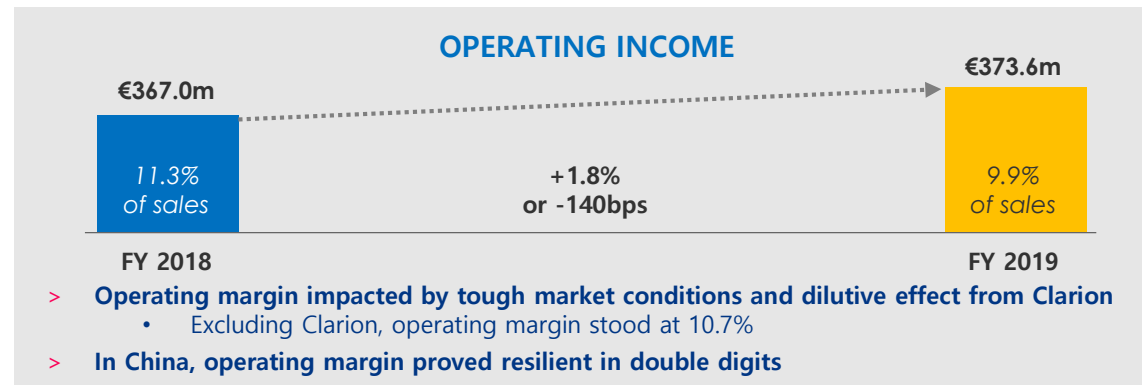 OPERATING INCOME
€367.0m
€373.6m
11.3%
of sales
+1.8%
or -140bps
9.9%
of sales
FY 2018
FY 2019
> Operating margin impacted by tough market conditions and dilutive effect from Clarion
• Excluding Clarion, operating margin stood at 10.7%
> In China, operating margin proved resilient in double digits